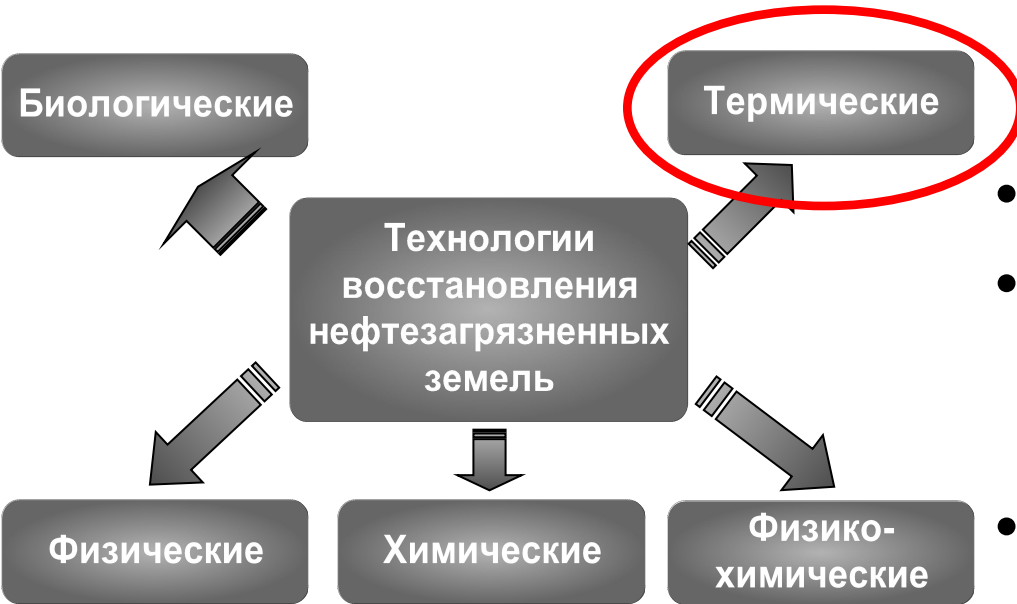 Биологические
Термические
Технологии
восстановления
нефтезагрязненных
земель
Физические
Химические
Физико-
химические